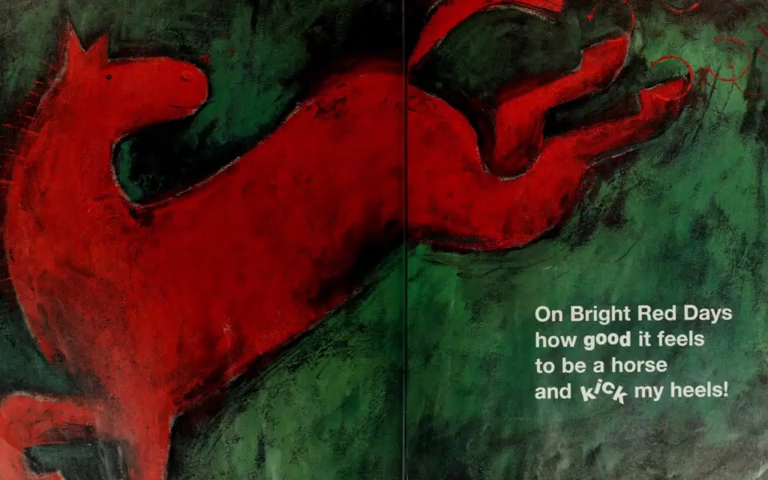 On Bright Red Days
how good it feels
to be a horse
and kick my heels!